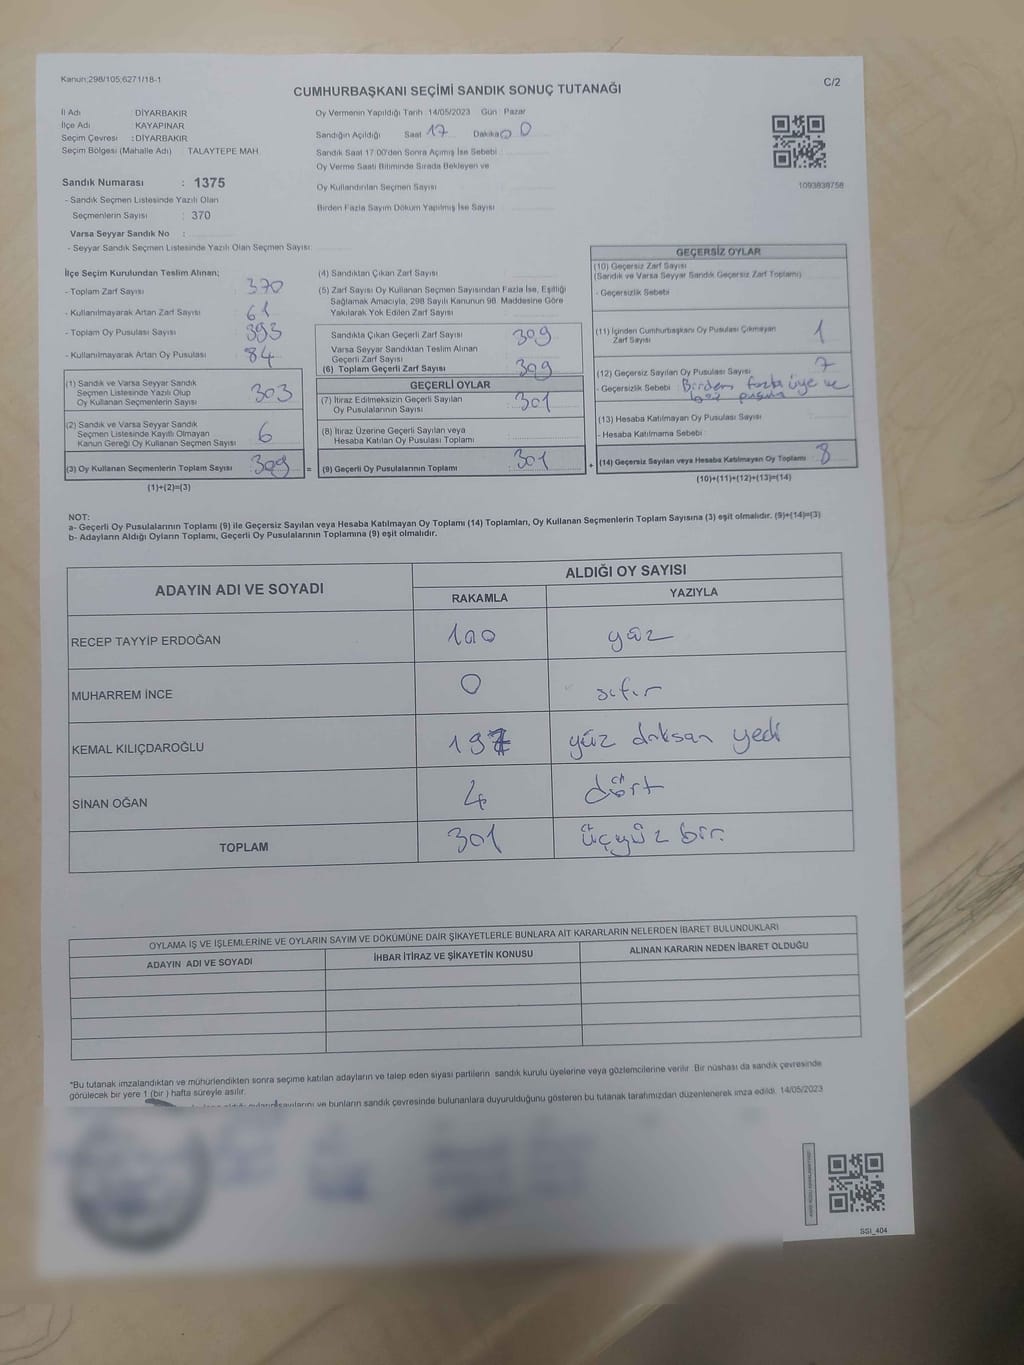 Kanun:298/105;6271/18-1
C/2
CUMHURBAŞKANI SEÇİMİ SANDIK SONUÇ TUTANAĞI
İl Adı DİYARBAKIR
İlçe Adı KAYAPINAR
Seçim Çevresi : DİYARBAKIR
Seçim Bölgesi (Mahalle Adı) TALAYTEPE MAH.
Sandık Numarası : 1375
- Sandık Seçmen Listesinde Yazılı Olan
Seçmenlerin Sayısı : 370
Varsa Seyyar Sandık No :
- Seyyar Sandık Seçmen Listesinde Yazılı Olan Seçmen Sayısı:
Oy Vermenin Yapıldığı Tarih 14/05/2023 Gün : Pazar
Sandığın Açıldığı Saat 17 Dakika 00
Sandık Saat 17:00'den Sonra Açımış İse Sebebi :
Oy Verme Saati Bitiminde Sırada Bekleyen ve
Oy Kullandırılan Seçmen Sayısı
Birden Fazla Sayım Döküm Yapılmış İse Sayısı
1093838758
İlçe Seçim Kurulundan Teslim Alınan;
- Toplam Zarf Sayısı : 370
- Kullanılmayarak Artan Zarf Sayısı : 61
- Toplam Oy Pusulası Sayısı : 393
- Kullanılmayarak Artan Oy Pusulası : 84
(1) Sandık ve Varsa Seyyar Sandık
Seçmen Listesinde Yazılı Olup
Oy Kullanan Seçmenlerin Sayısı 303
(2) Sandık ve Varsa Seyyar Sandık
Seçmen Listesinde Kayıtlı Olmayan
Kanun Gereği Oy Kullanan Seçmen Sayısı 6
(3) Oy Kullanan Seçmenlerin Toplam Sayısı 309 =
(1)+(2)=(3)
(4) Sandıktan Çıkan Zarf Sayısı
(5) Zarf Sayısı Oy Kullanan Seçmen Sayısından Fazla İse, Eşitliği
Sağlamak Amacıyla, 298 Sayılı Kanunun 98. Maddesine Göre
Yakılarak Yok Edilen Zarf Sayısı
Sandıkta Çıkan Geçerli Zarf Sayısı 309
Varsa Seyyar Sandıktan Teslim Alınan
Geçerli Zarf Sayısı
(6) Toplam Geçerli Zarf Sayısı 309
GEÇERLİ OYLAR
(7) İtiraz Edilmeksizin Geçerli Sayılan
Oy Pusulalarının Sayısı : 301
(8) İtiraz Üzerine Geçerli Sayılan veya
Hesaba Katılan Oy Pusulası Toplamı
(9) Geçerli Oy Pusulalarının Toplamı : 301 +
GEÇERSİZ OYLAR
(10) Geçersiz Zarf Sayısı
(Sandık ve Varsa Seyyar Sandık Geçersiz Zarf Toplamı)
- Geçersizlik Sebebi :
(11) İçinden Cumhurbaşkanı Oy Pusulası Çıkmayan
Zarf Sayısı 1
(12) Geçersiz Sayılan Oy Pusulası Sayısı 7
- Geçersizlik Sebebi : Birden fazla üye ve
boş pusula
(13) Hesaba Katılmayan Oy Pusulası Sayısı
- Hesaba Katılmama Sebebi :
(14) Geçersiz Sayılan veya Hesaba Katılmayan Oy Toplamı : 8
(10)+(11)+(12)+(13)=(14)
NOT:
a- Geçerli Oy Pusulalarının Toplamı (9) ile Geçersiz Sayılan veya Hesaba Katılmayan Oy Toplamı (14) Toplamları, Oy Kullanan Seçmenlerin Toplam Sayısına (3) eşit olmalıdır. (9)+(14)=(3)
b- Adayların Aldığı Oyların Toplamı, Geçerli Oy Pusulalarının Toplamına (9) eşit olmalıdır.
ADAYIN ADI VE SOYADI ALDIĞI OY SAYISI
RAKAMLA YAZIYLA
RECEP TAYYİP ERDOĞAN 100 yüz
MUHARREM İNCE 0 sıfır
KEMAL KILIÇDAROĞLU 197 yüz doksan yedi
SİNAN OĞAN 4 dört
TOPLAM 301 üçyüz bir
OYLAMA İŞ VE İŞLEMLERİNE VE OYLARIN SAYIM VE DÖKÜMÜNE DAİR ŞİKAYETLERLE BUNLARA AİT KARARLARIN NELERDEN İBARET BULUNDUKLARI
ADAYIN ADI VE SOYADI İHBAR İTİRAZ VE ŞİKAYETİN KONUSU ALINAN KARARIN NEDEN İBARET OLDUĞU
*Bu tutanak imzalandıktan ve mühürlendikten sonra seçime katılan adayların ve talep eden siyasi partilerin sandık kurulu üyelerine veya gözlemcilerine verilir. Bir nüshası da sandık çevresinde
görülecek bir yere 1 (bir) hafta süreyle asılır.
sayılarını ve bunların sandık çevresinde bulunanlara duyurulduğunu gösteren bu tutanak tarafımızdan düzenlenerek imza edildi. 14/05/2023
SSI_404